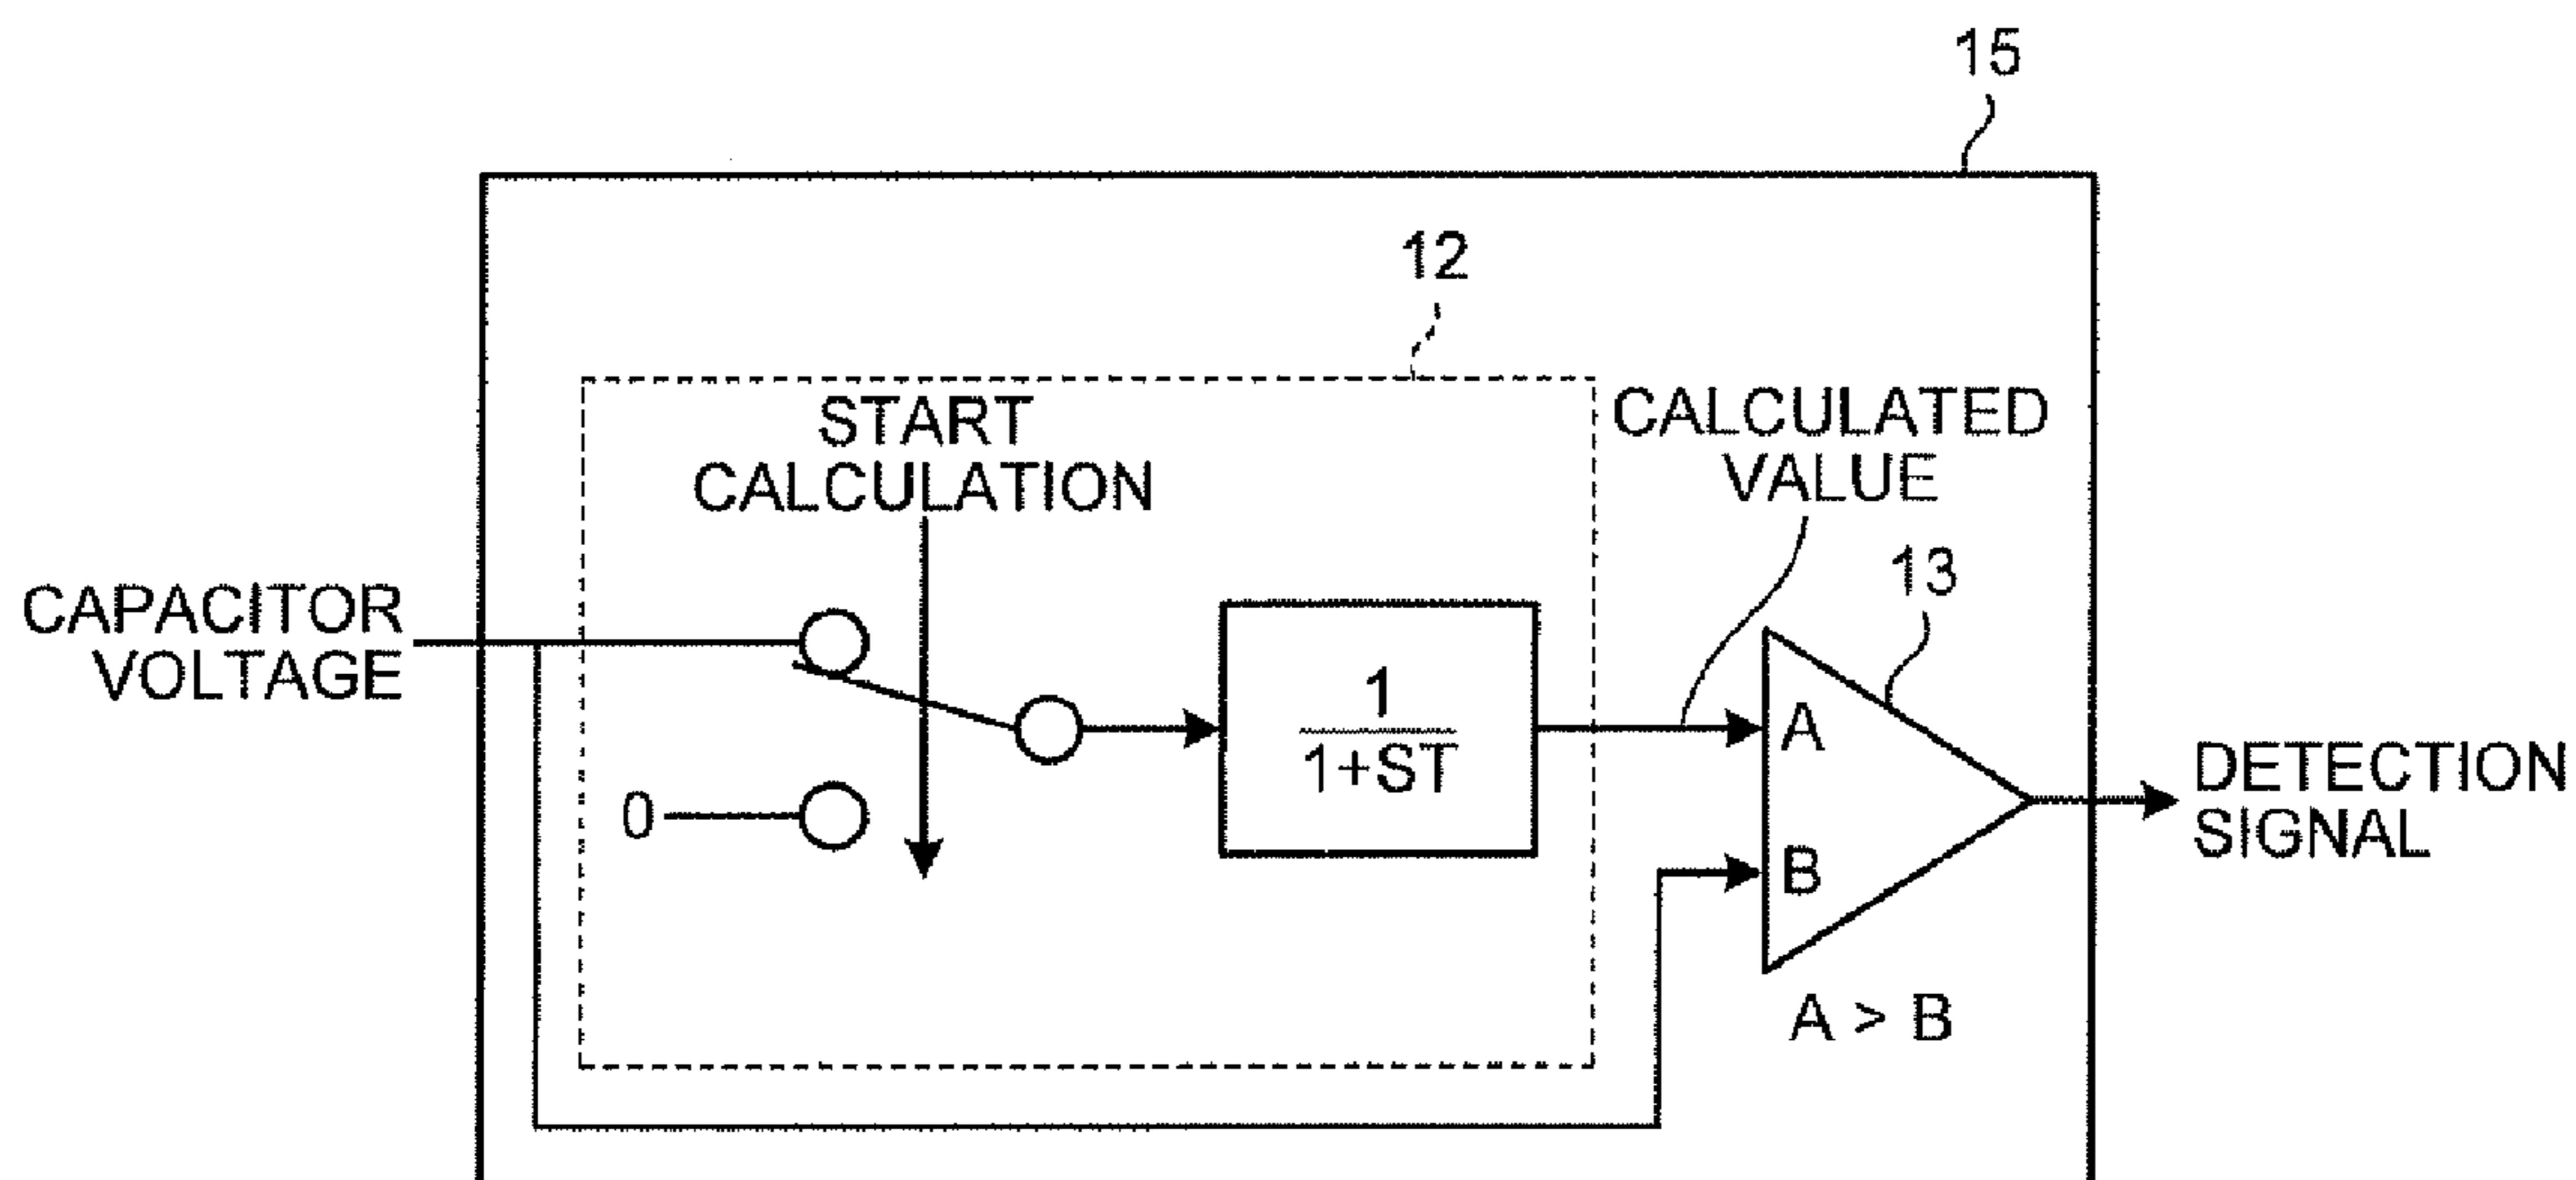 15
12
START
CALCULATION
CALCULATED
VALUE
13
CAPACITOR
VOLTAGE
1
1+ST
A
0
B
DETECTION
SIGNAL
A > B